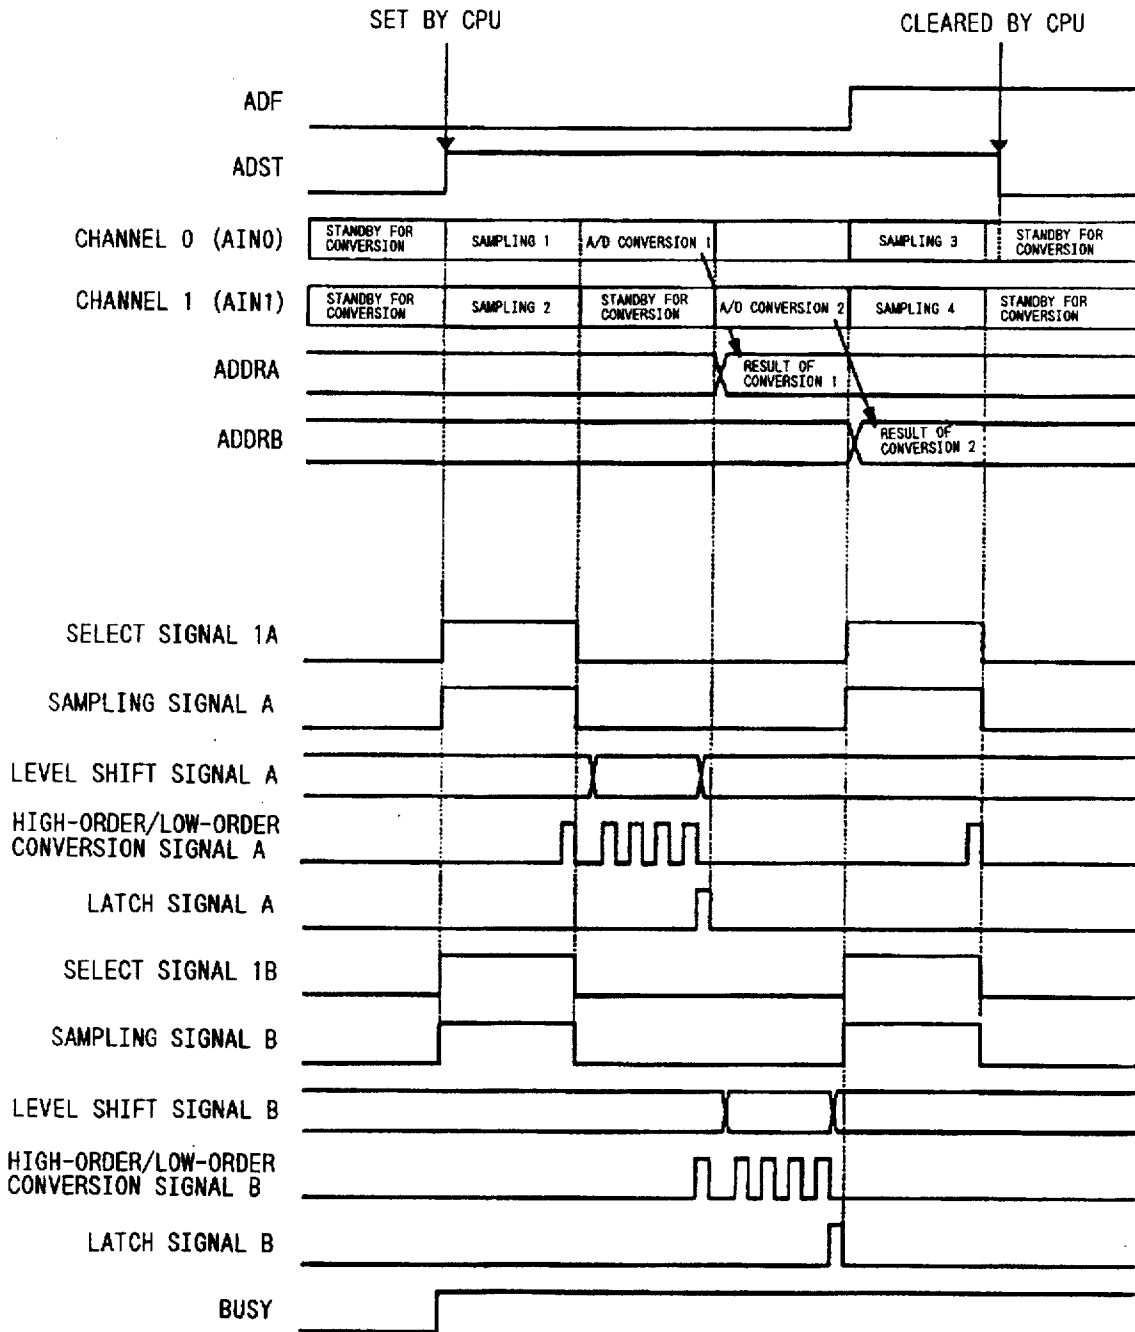 SET BY CPU
CLEARED BY CPU
ADF
ADST
CHANNEL 0 (AIN0)
STANDBY FOR
CONVERSION
SAMPLING 1
A/D CONVERSION 1
SAMPLING 3
STANDBY FOR
CONVERSION
CHANNEL 1 (AIN1)
STANDBY FOR
CONVERSION
SAMPLING 2
STANDBY FOR
CONVERSION
A/D CONVERSION 2
SAMPLING 4
STANDBY FOR
CONVERSION
ADDRA
RESULT OF
CONVERSION 1
ADDRB
RESULT OF
CONVERSION 2
SELECT SIGNAL 1A
SAMPLING SIGNAL A
LEVEL SHIFT SIGNAL A
HIGH-ORDER/LOW-ORDER
CONVERSION SIGNAL A
LATCH SIGNAL A
SELECT SIGNAL 1B
SAMPLING SIGNAL B
LEVEL SHIFT SIGNAL B
HIGH-ORDER/LOW-ORDER
CONVERSION SIGNAL B
LATCH SIGNAL B
BUSY